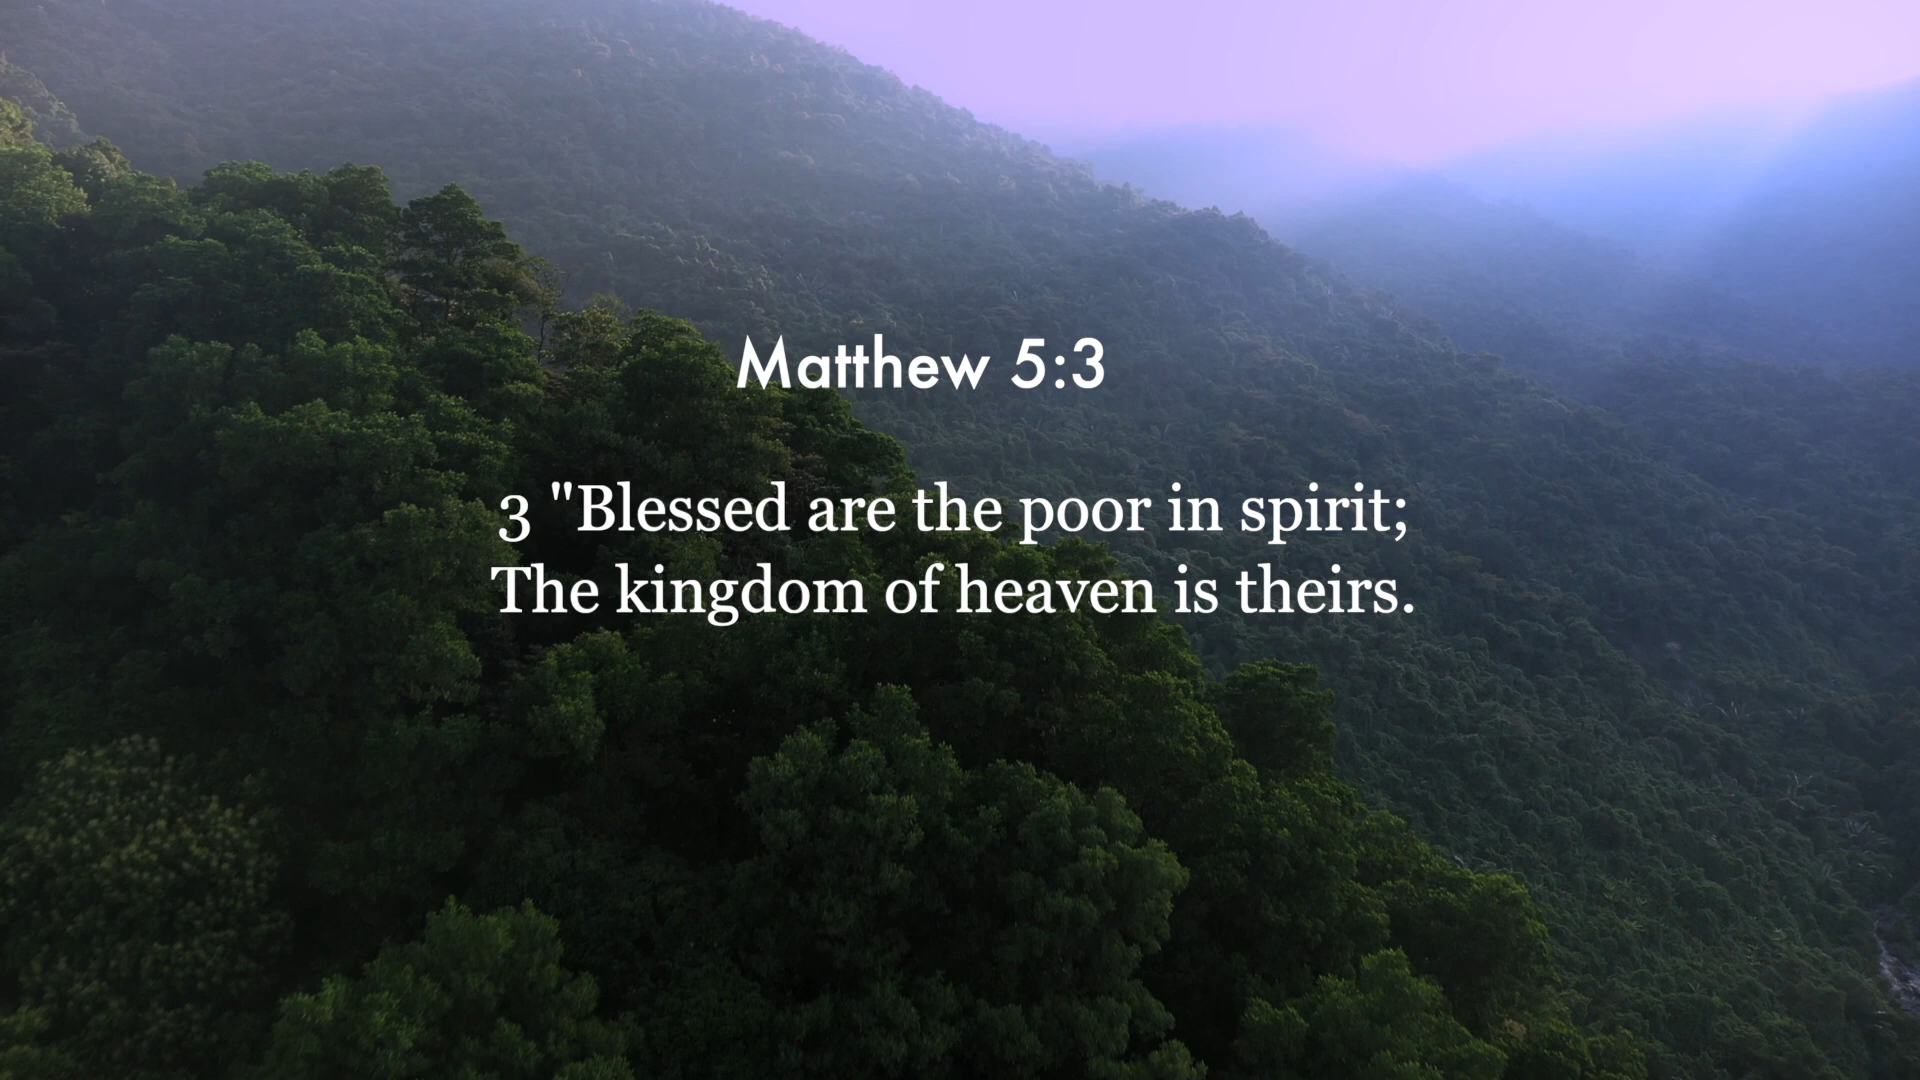 Matthew 5:3
3 "Blessed are the poor in spirit;
The kingdom of heaven is theirs.